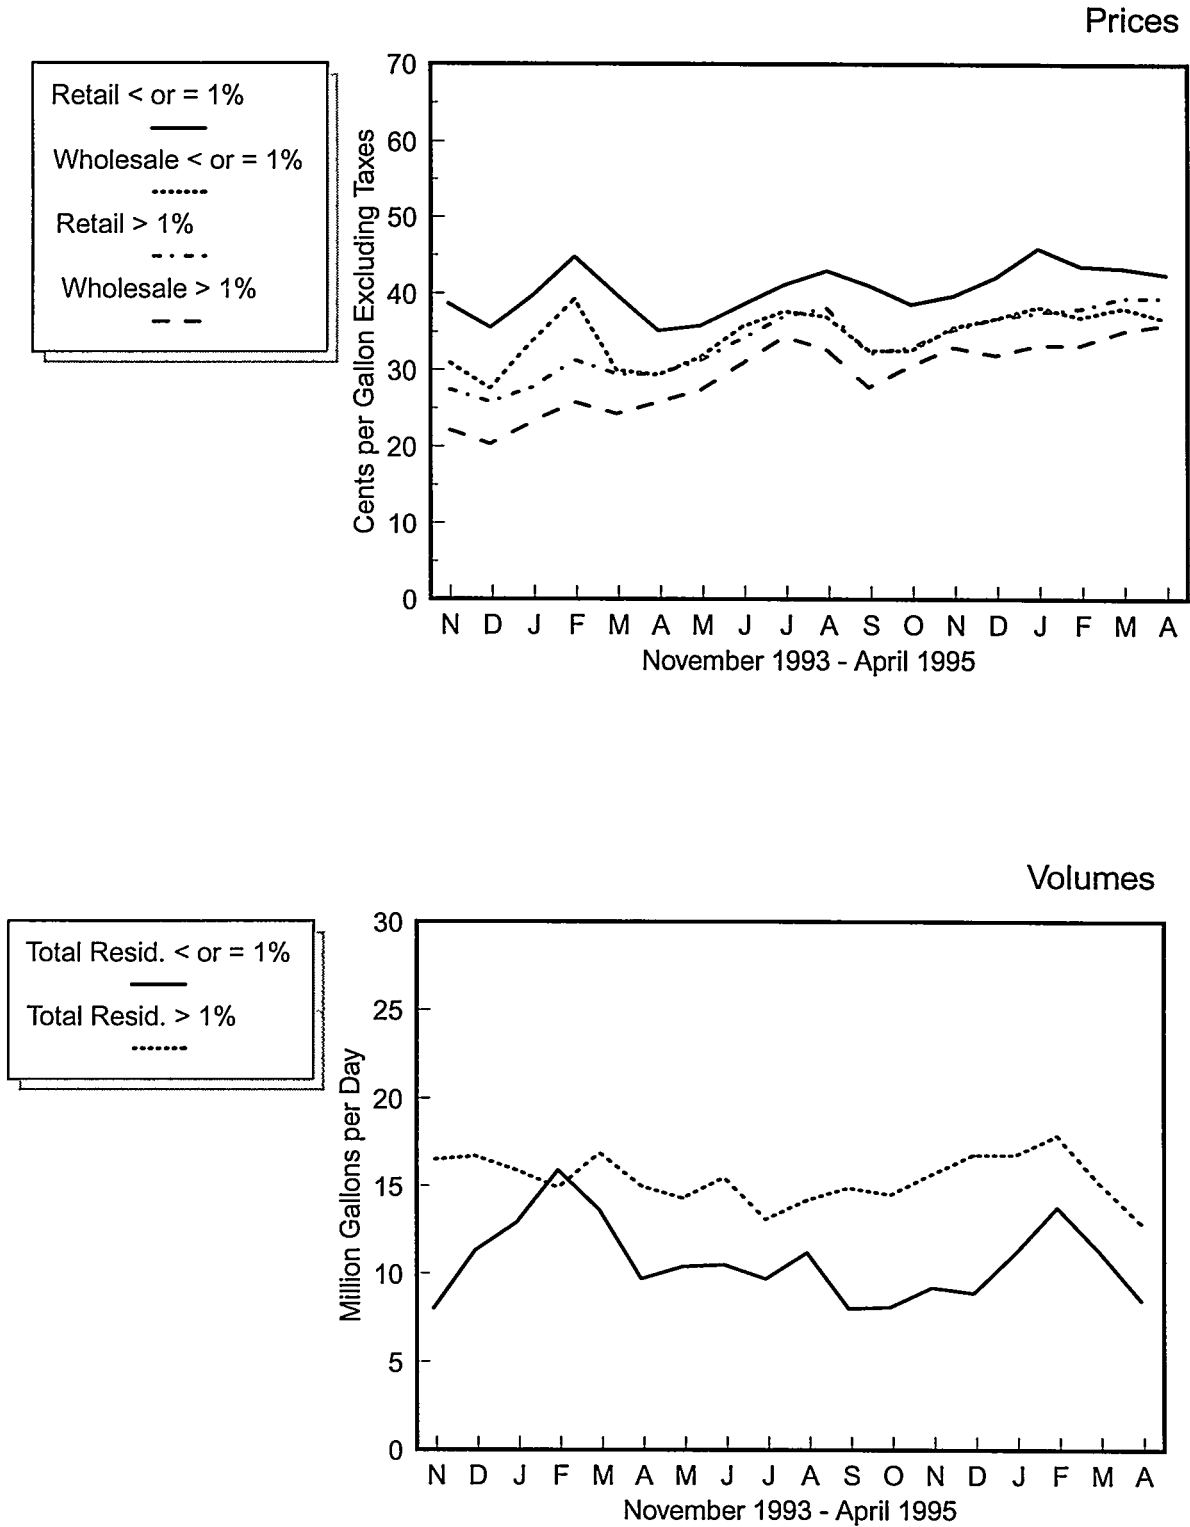 Prices
Retail < or = 1%
Wholesale < or = 1%
Retail > 1%
Wholesale > 1%
Cents per Gallon Excluding Taxes
70
60
50
40
30
20
10
0
N D J F M A M J J A S O N D J F M A
November 1993 - April 1995
Volumes
Total Resid. < or = 1%
Total Resid. > 1%
Million Gallons per Day
30
25
20
15
10
5
0
N D J F M A M J J A S O N D J F M A
November 1993 - April 1995